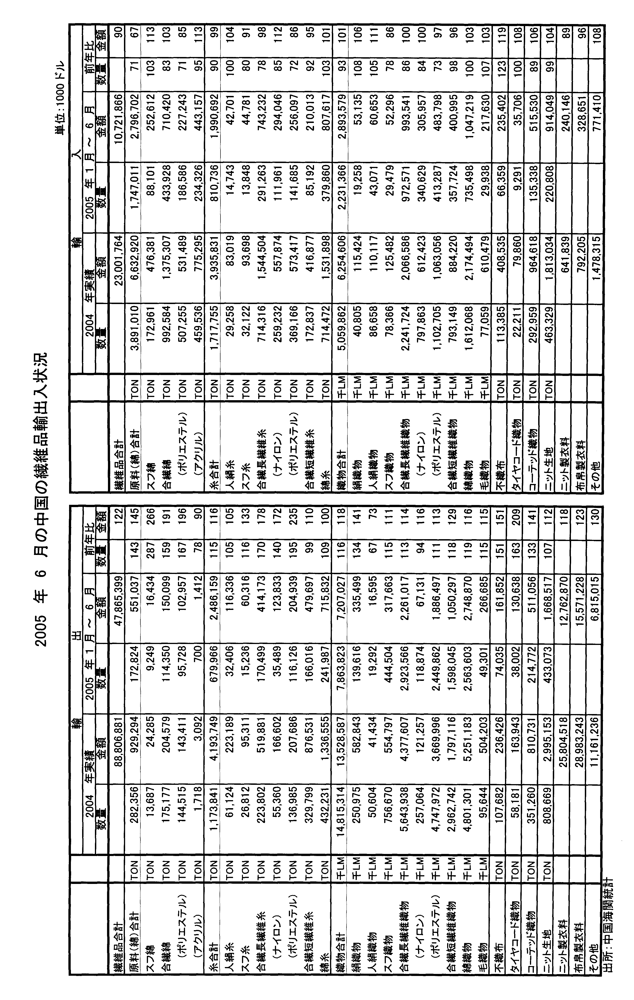 2005 年 6 月の中国の繊維品輸出入状況
単位:1000ドル
輸 出
2004 年実績 2005 年 1 月 ～ 6 月 前年比
数量 金額 数量 金額 数量 金額
繊維品合計 88,806,881 47,865,399 122
原料(綿)合計 TON 282,356 929,294 172,824 551,037 143 145
スフ綿 TON 13,687 24,285 9,249 16,434 287 266
合繊綿 TON 175,177 204,579 114,350 150,099 159 191
(ポリエステル) TON 144,515 143,411 95,728 102,957 167 196
(アクリル) TON 1,718 3,092 700 1,412 78 90
糸合計 TON 1,173,841 4,193,749 679,966 2,486,159 115 116
人絹糸 TON 61,124 223,189 32,406 116,336 105 105
スフ糸 TON 26,812 95,311 15,236 60,316 116 133
合繊長繊維糸 TON 223,802 519,881 170,499 414,173 170 178
(ナイロン) TON 55,360 166,602 35,489 123,833 140 172
(ポリエステル) TON 136,985 207,686 116,126 204,939 195 235
合繊短繊維糸 TON 329,799 876,531 166,016 479,697 99 110
綿糸 TON 432,231 1,336,555 241,987 715,832 109 100
織物合計 千LM 14,815,314 13,528,587 7,863,823 7,207,027 116 118
絹織物 千LM 250,975 582,843 139,616 335,499 134 141
人絹織物 千LM 50,604 41,434 19,292 16,595 67 73
スフ織物 千LM 756,670 554,797 444,504 317,663 115 111
合繊長繊維織物 千LM 5,643,938 4,377,607 2,923,566 2,261,017 113 114
(ナイロン) 千LM 257,064 121,257 118,874 67,131 94 116
(ポリエステル) 千LM 4,747,972 3,669,996 2,449,862 1,886,497 111 113
合繊短繊維織物 千LM 2,962,742 1,797,116 1,598,045 1,050,297 118 129
綿織物 千LM 4,801,301 5,251,183 2,563,603 2,748,870 119 116
毛織物 千LM 95,644 504,203 49,301 266,685 115 115
不織布 TON 107,682 236,426 74,035 161,852 151 151
タイヤコード織物 TON 58,181 163,943 38,002 130,638 163 209
コーテッド織物 TON 351,260 810,731 214,772 511,056 133 141
ニット生地 TON 808,669 2,995,153 433,073 1,668,517 107 112
ニット製衣料 25,804,518 12,762,870 118
布帛製衣料 28,983,243 15,571,228 123
その他 11,161,236 6,815,015 130
出所:中国海関統計
輸 入
2004 年実績 2005 年 1 月 ～ 6 月 前年比
数量 金額 数量 金額 数量 金額
繊維品合計 23,001,764 10,721,866 90
原料(綿)合計 TON 3,891,010 6,632,920 1,747,011 2,796,702 71 67
スフ綿 TON 172,961 476,381 88,101 252,612 103 113
合繊綿 TON 992,584 1,375,307 433,928 710,420 83 103
(ポリエステル) TON 507,255 531,489 186,586 227,243 71 85
(アクリル) TON 459,536 775,295 234,326 443,157 95 113
糸合計 TON 1,717,755 3,935,831 810,736 1,990,692 90 99
人絹糸 TON 29,258 83,019 14,743 42,701 100 104
スフ糸 TON 32,122 93,698 13,848 44,781 80 91
合繊長繊維糸 TON 714,316 1,544,504 291,263 743,232 78 98
(ナイロン) TON 259,232 557,874 111,961 294,046 85 112
(ポリエステル) TON 369,166 573,417 141,685 256,097 72 86
合繊短繊維糸 TON 172,837 416,877 85,192 210,013 92 95
綿糸 TON 714,472 1,531,898 379,860 807,617 103 101
織物合計 千LM 5,059,862 6,254,606 2,231,366 2,893,579 93 101
絹織物 千LM 40,805 115,424 19,258 53,135 108 106
人絹織物 千LM 86,658 110,117 43,071 60,653 105 111
スフ織物 千LM 78,366 125,482 29,479 52,296 78 86
合繊長繊維織物 千LM 2,241,724 2,066,586 972,571 993,541 86 100
(ナイロン) 千LM 797,863 612,423 340,629 305,957 84 100
(ポリエステル) 千LM 1,102,705 1,063,056 413,287 483,798 73 97
合繊短繊維織物 千LM 793,149 884,220 357,724 400,995 98 96
綿織物 千LM 1,612,068 2,174,494 735,498 1,047,219 100 103
毛織物 千LM 77,059 610,479 29,938 217,630 107 103
不織布 TON 113,385 408,535 66,359 235,402 123 119
タイヤコード織物 TON 22,211 79,860 9,291 35,706 100 108
コーテッド織物 TON 292,959 964,618 135,338 515,530 89 106
ニット生地 TON 463,329 1,813,034 220,808 914,049 99 104
ニット製衣料 641,839 240,146 89
布帛製衣料 792,205 328,651 96
その他 1,478,315 771,410 108